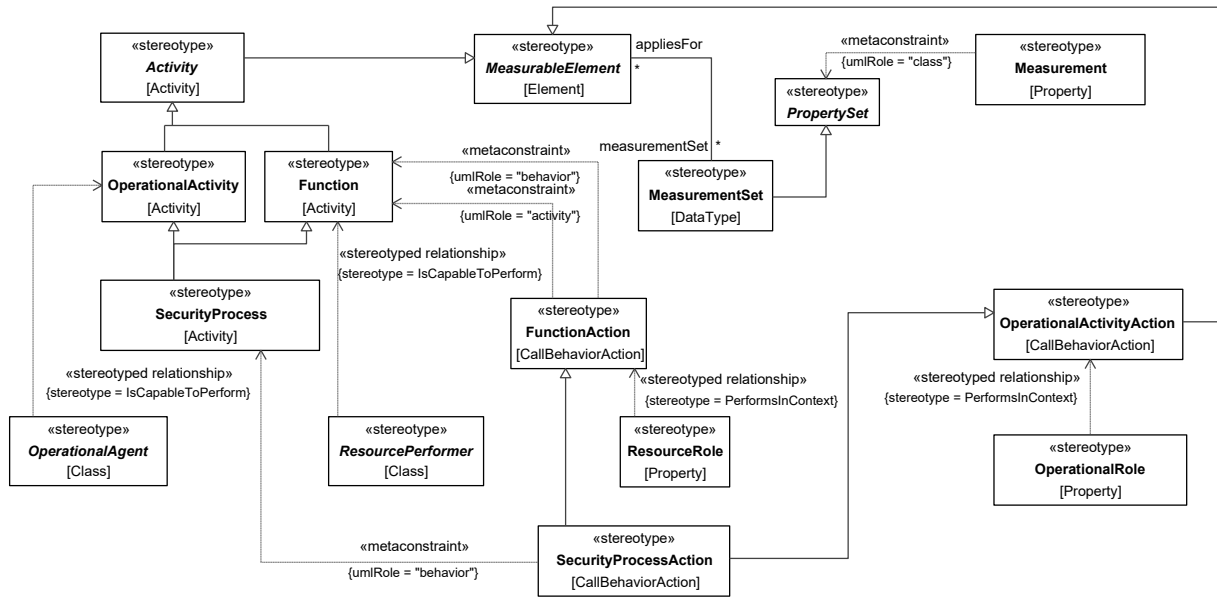 «stereotype»
Activity
[Activity]
«stereotype»
MeasurableElement
[Element]
appliesFor
*
«metaconstraint»
{umlRole = "class"}
«stereotype»
Measurement
[Property]
«stereotype»
PropertySet
measurementSet
*
«stereotype»
MeasurementSet
[DataType]
«stereotype»
OperationalActivity
[Activity]
«stereotype»
Function
[Activity]
«metaconstraint»
{umlRole = "behavior"}
«metaconstraint»
{umlRole = "activity"}
«stereotyped relationship»
{stereotype = IsCapableToPerform}
«stereotype»
SecurityProcess
[Activity]
«stereotype»
FunctionAction
[CallBehaviorAction]
«stereotype»
OperationalActivityAction
[CallBehaviorAction]
«stereotyped relationship»
{stereotype = IsCapableToPerform}
«stereotyped relationship»
{stereotype = PerformsInContext}
«stereotyped relationship»
{stereotype = PerformsInContext}
«stereotype»
OperationalAgent
[Class]
«stereotype»
ResourcePerformer
[Class]
«stereotype»
ResourceRole
[Property]
«stereotype»
OperationalRole
[Property]
«metaconstraint»
{umlRole = "behavior"}
«stereotype»
SecurityProcessAction
[CallBehaviorAction]